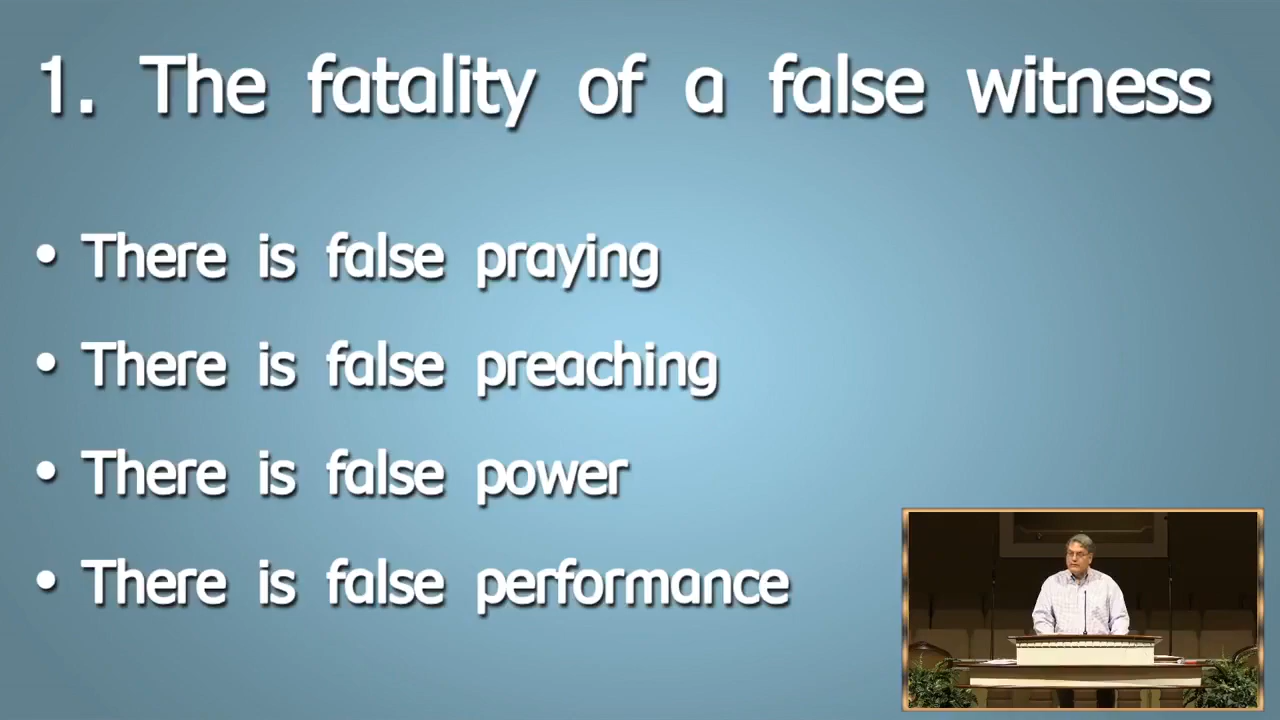 1. The fatality of a false witness
• There is false praying
• There is false preaching
• There is false power
• There is false performance